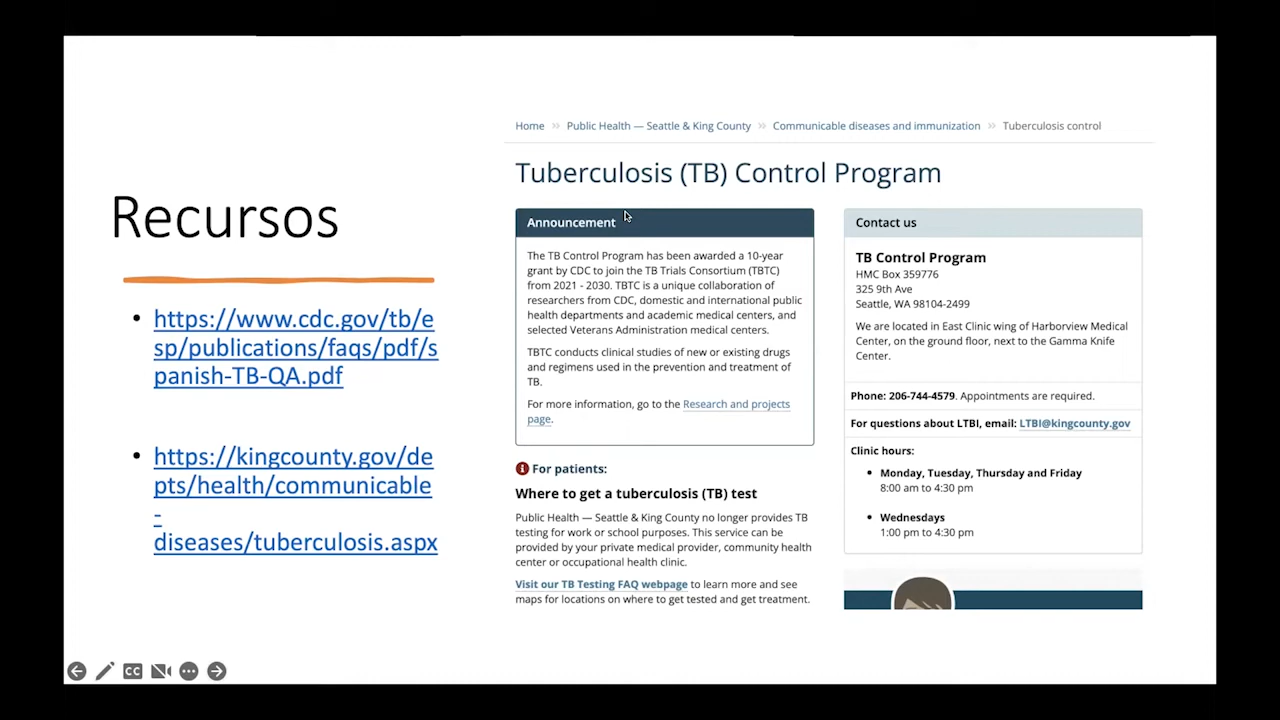 Recursos
https://www.cdc.gov/tb/e
sp/publications/faqs/pdf/s
panish-TB-QA.pdf
https://kingcounty.gov/de
pts/health/communicable
-
diseases/tuberculosis.aspx
Home » Public Health — Seattle & King County » Communicable diseases and immunization » Tuberculosis control
Tuberculosis (TB) Control Program
Announcement
The TB Control Program has been awarded a 10-year
grant by CDC to join the TB Trials Consortium (TBTC)
from 2021 - 2030. TBTC is a unique collaboration of
researchers from CDC, domestic and international public
health departments and academic medical centers, and
selected Veterans Administration medical centers.
TBTC conducts clinical studies of new or existing drugs
and regimens used in the prevention and treatment of
TB.
For more information, go to the Research and projects
page.
For patients:
Where to get a tuberculosis (TB) test
Public Health — Seattle & King County no longer provides TB
testing for work or school purposes. This service can be
provided by your private medical provider, community health
center or occupational health clinic.
Visit our TB Testing FAQ webpage to learn more and see
maps for locations on where to get tested and get treatment.
Contact us
TB Control Program
HMC Box 359776
325 9th Ave
Seattle, WA 98104-2499
We are located in East Clinic wing of Harborview Medical
Center, on the ground floor, next to the Gamma Knife
Center.
Phone: 206-744-4579. Appointments are required.
For questions about LTBI, email: LTBI@kingcounty.gov
Clinic hours:
Monday, Tuesday, Thursday and Friday
8:00 am to 4:30 pm
Wednesdays
1:00 pm to 4:30 pm
CC